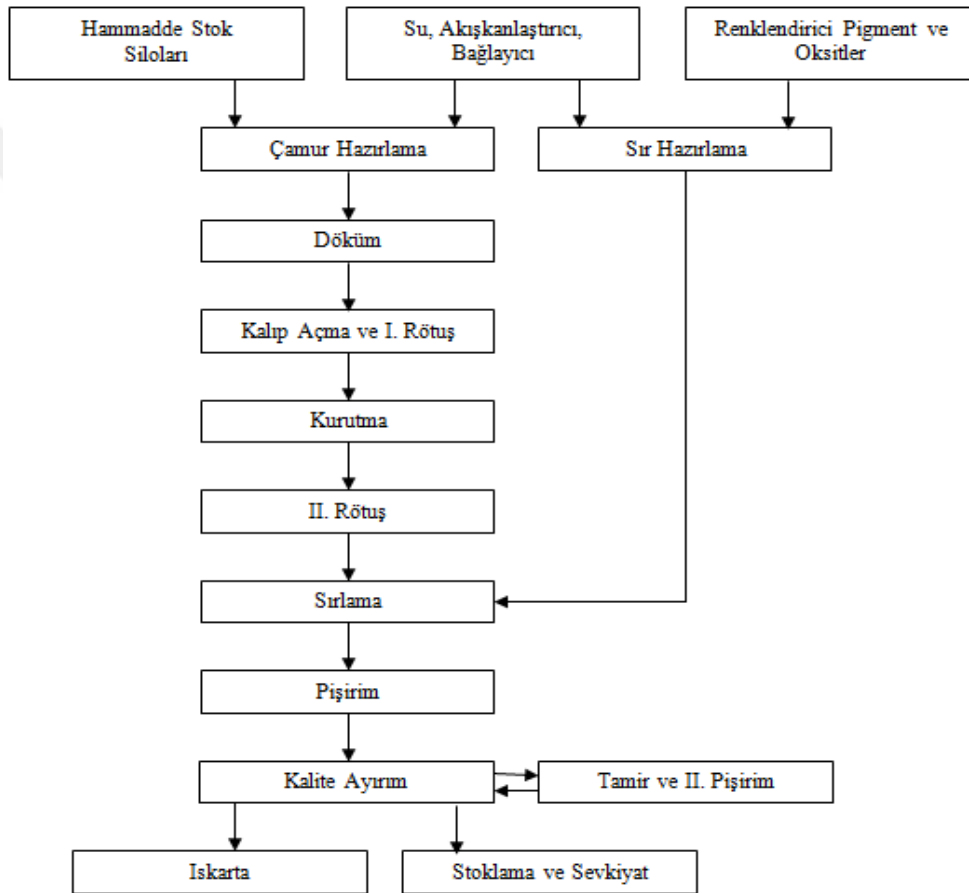 Hammadde Stok
Siloları
Su, Akışkanlaştırıcı,
Bağlayıcı
Renklendirici Pigment ve
Oksitler
Çamur Hazırlama
Sır Hazırlama
Döküm
Kalıp Açma ve I. Rötuş
Kurutma
II. Rötuş
Sırlama
Pişirim
Kalite Ayırım
Tamir ve II. Pişirim
Iskarta
Stoklama ve Sevkiyat